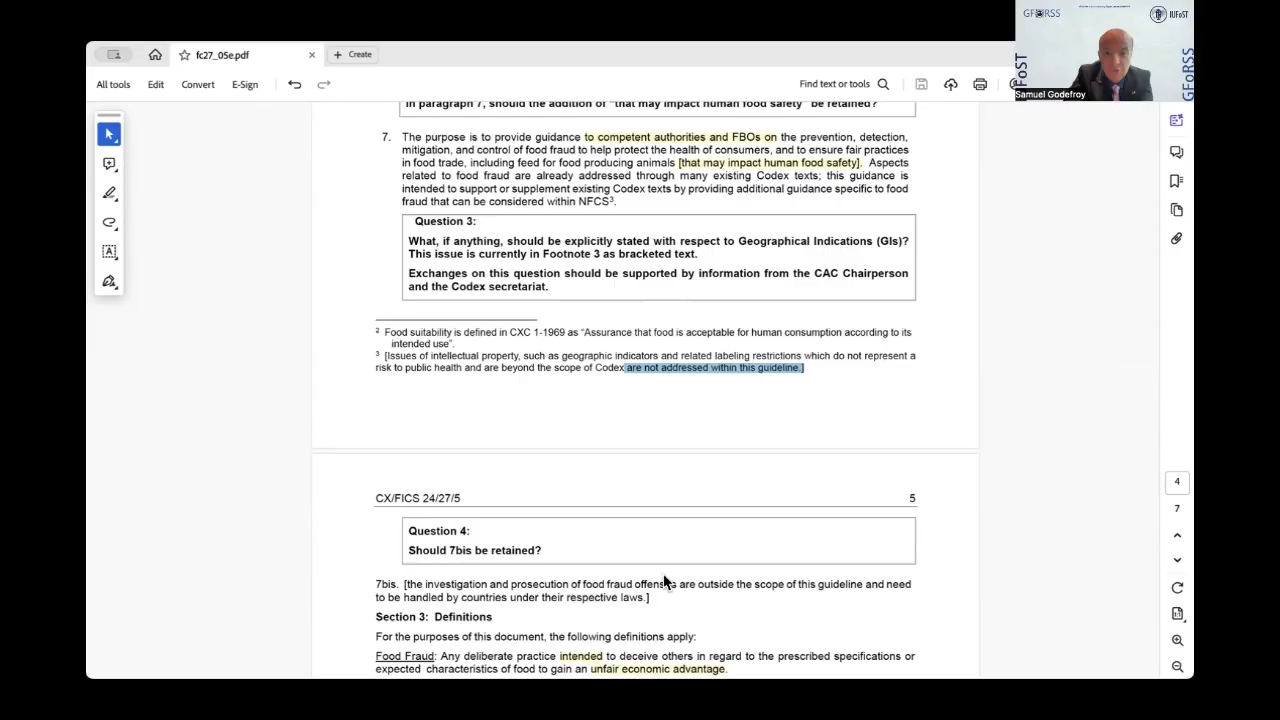 GFoRSS
IUFoST
fc27_05e.pdf
Create
All tools
Edit
Convert
E-Sign
Find text or tools
FoST
GFoRSS
Samuel Godefroy
In paragraph 7, should the addition of "that may impact human food safety" be retained?
7. The purpose is to provide guidance to competent authorities and FBOs on the prevention, detection,
mitigation, and control of food fraud to help protect the health of consumers, and to ensure fair practices
in food trade, including feed for food producing animals [that may impact human food safety]. Aspects
related to food fraud are already addressed through many existing Codex texts; this guidance is
intended to support or supplement existing Codex texts by providing additional guidance specific to food
fraud that can be considered within NFCS3.
Question 3:
What, if anything, should be explicitly stated with respect to Geographical Indications (GIs)?
This issue is currently in Footnote 3 as bracketed text.
Exchanges on this question should be supported by information from the CAC Chairperson
and the Codex secretariat.
2 Food suitability is defined in CXC 1-1969 as "Assurance that food is acceptable for human consumption according to its
intended use".
3 [Issues of intellectual property, such as geographic indicators and related labeling restrictions which do not represent a
risk to public health and are beyond the scope of Codex are not addressed within this guideline.]
4
7
CX/FICS 24/27/5 5
Question 4:
Should 7bis be retained?
7bis. [the investigation and prosecution of food fraud offenses are outside the scope of this guideline and need
to be handled by countries under their respective laws.]
Section 3: Definitions
For the purposes of this document, the following definitions apply:
Food Fraud: Any deliberate practice intended to deceive others in regard to the prescribed specifications or
expected characteristics of food to gain an unfair economic advantage.